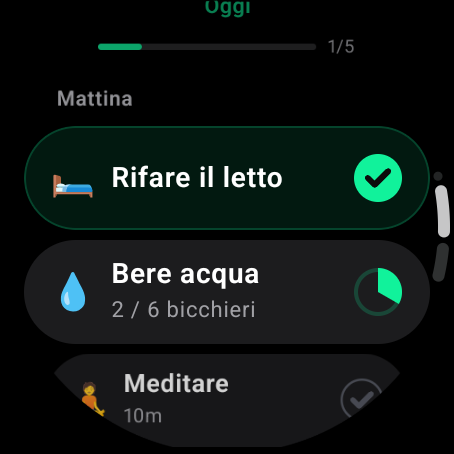 Oggi
1/5
Mattina
Rifare il letto
Bere acqua
2 / 6 bicchieri
Meditare
10m